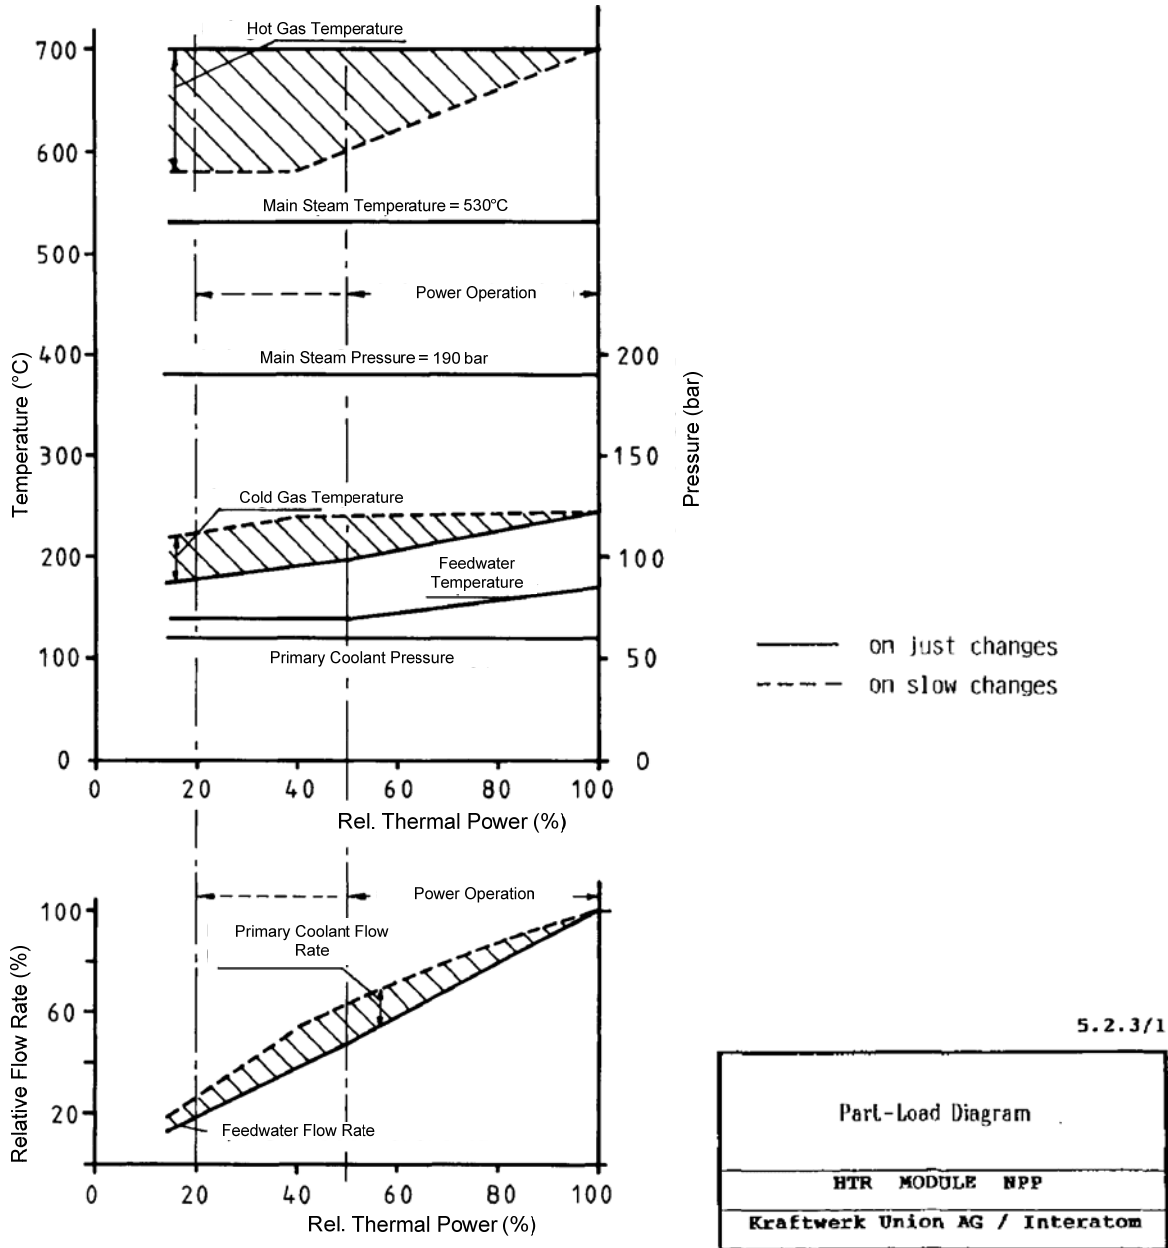 Hot Gas Temperature
700
600
Main Steam Temperature = 530°C
500
Power Operation
400
Main Steam Pressure = 190 bar
200
Temperature (°C)
Pressure (bar)
300
150
Cold Gas Temperature
200
100
Feedwater
Temperature
100
Primary Coolant Pressure
50
on just changes
on slow changes
0
0
0 20 40 60 80 100
Rel. Thermal Power (%)
Power Operation
100
Primary Coolant Flow
Rate
Relative Flow Rate (%)
60
20
Feedwater Flow Rate
0 20 40 60 80 100
Rel. Thermal Power (%)
5.2.3/1
Part-Load Diagram
HTR MODULE NPP
Kraftwerk Union AG / Interatom